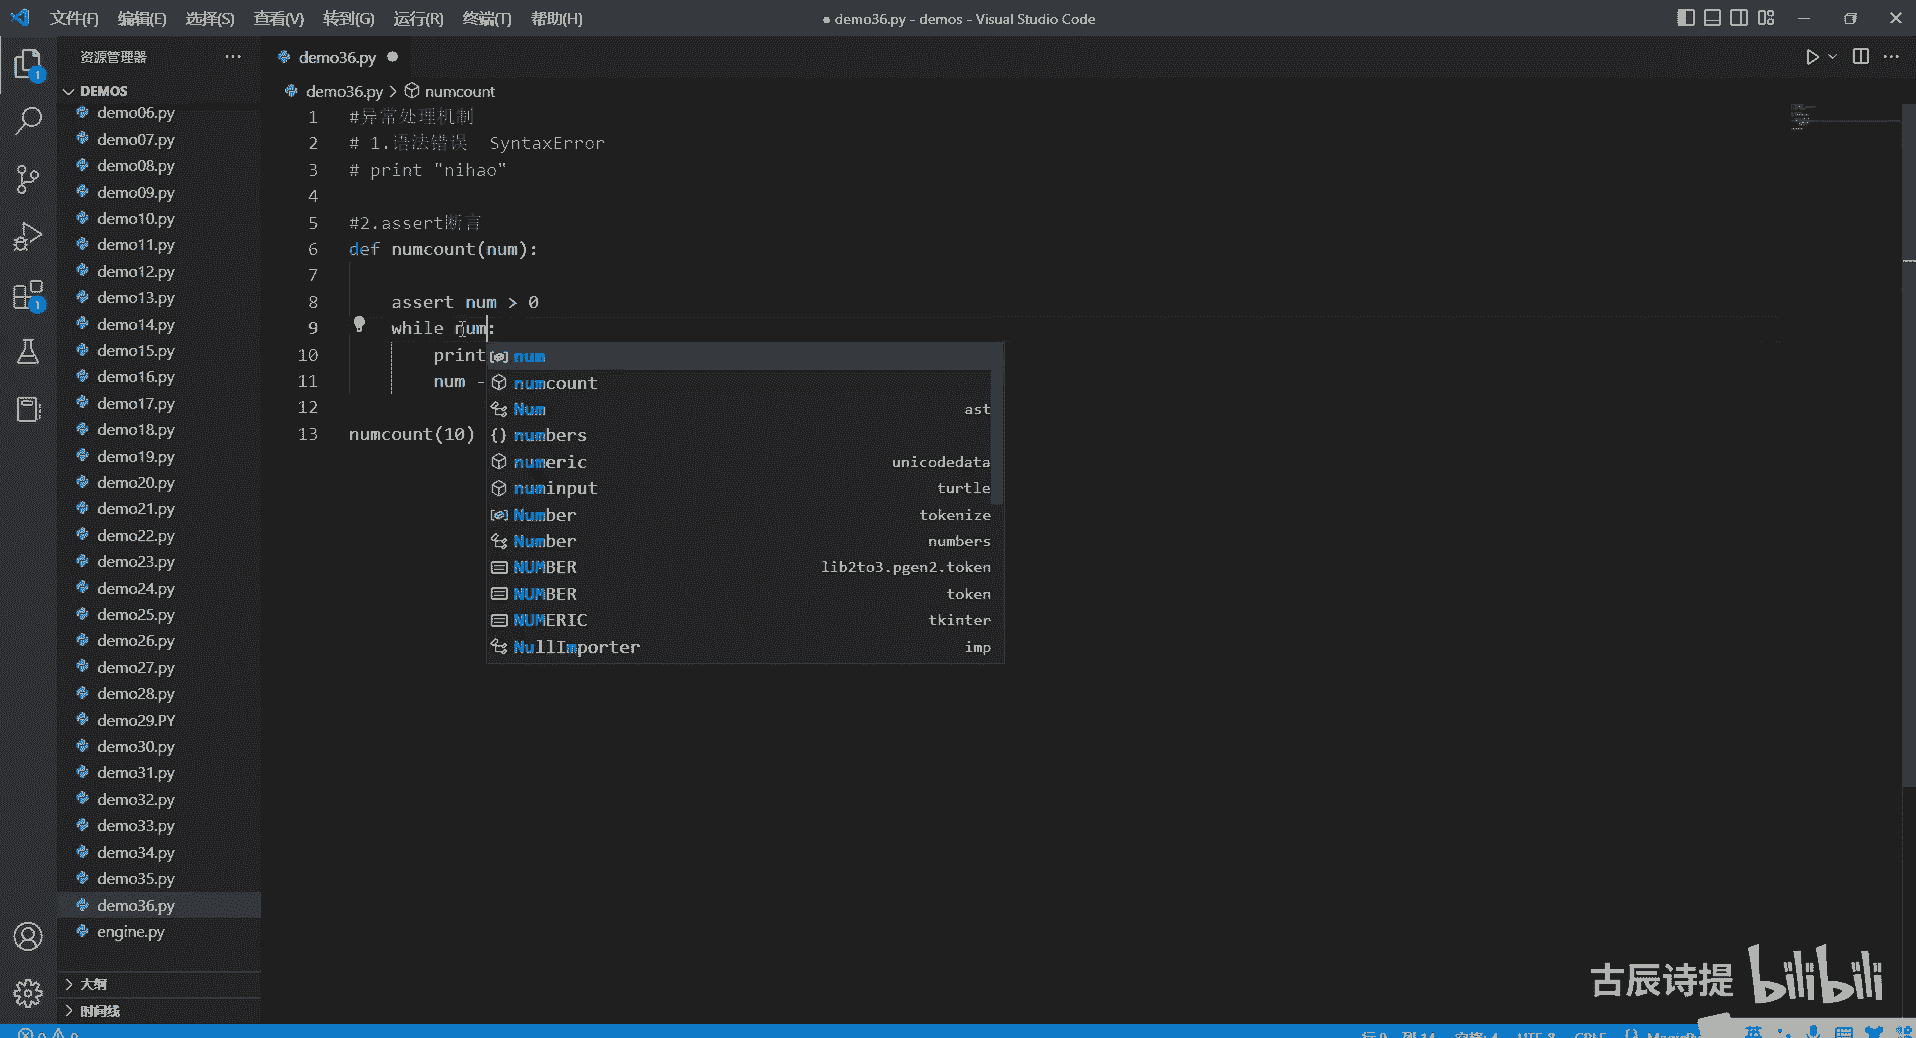 文件(F) 编辑(E) 选择(S) 查看(V) 转到(G) 运行(R) 终端(T) 帮助(H)
● demo36.py - demos - Visual Studio Code
资源管理器
demo36.py
DEMOS
demo36.py > numcount
demo06.py
demo07.py
demo08.py
demo09.py
demo10.py
demo11.py
demo12.py
demo13.py
demo14.py
demo15.py
demo16.py
demo17.py
demo18.py
demo19.py
demo20.py
demo21.py
demo22.py
demo23.py
demo24.py
demo25.py
demo26.py
demo27.py
demo28.py
demo29.PY
demo30.py
demo31.py
demo32.py
demo33.py
demo34.py
demo35.py
demo36.py
engine.py
大纲
时间线
1 #异常处理机制
2 # 1.语法错误 SyntaxError
3 # print "nihao"
4
5 #2.assert断言
6 def numcount(num):
7
8 assert num > 0
9 while num:
10 print
11 num -
12
13 numcount(10)
num
numcount
Num ast
numbers
numeric unicodedata
numinput turtle
Number tokenize
Number numbers
NUMBER lib2to3.pgen2.token
NUMBER token
NUMERIC tkinter
NullImporter imp
1
1
古辰诗提 bilibili
英